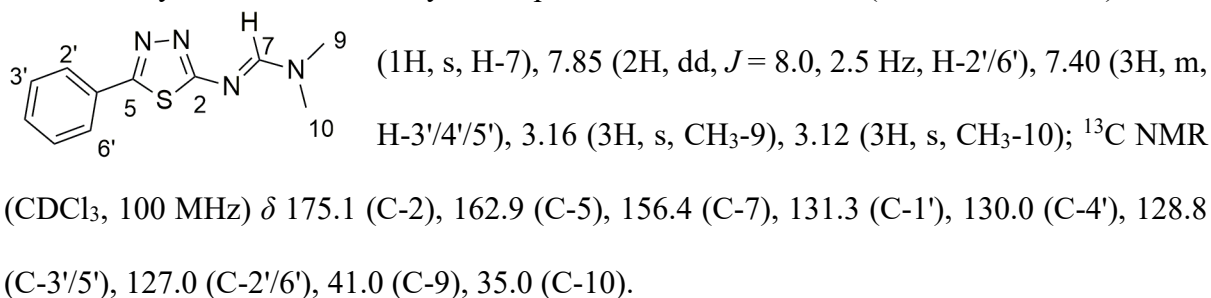 H
N N 7 9
2' N
3' N
5 S 2
10
6'
(1H, s, H-7), 7.85 (2H, dd, J = 8.0, 2.5 Hz, H-2'/6'), 7.40 (3H, m,
H-3'/4'/5'), 3.16 (3H, s, CH₃-9), 3.12 (3H, s, CH₃-10); ¹³C NMR
(CDCl₃, 100 MHz) δ 175.1 (C-2), 162.9 (C-5), 156.4 (C-7), 131.3 (C-1'), 130.0 (C-4'), 128.8
(C-3'/5'), 127.0 (C-2'/6'), 41.0 (C-9), 35.0 (C-10).